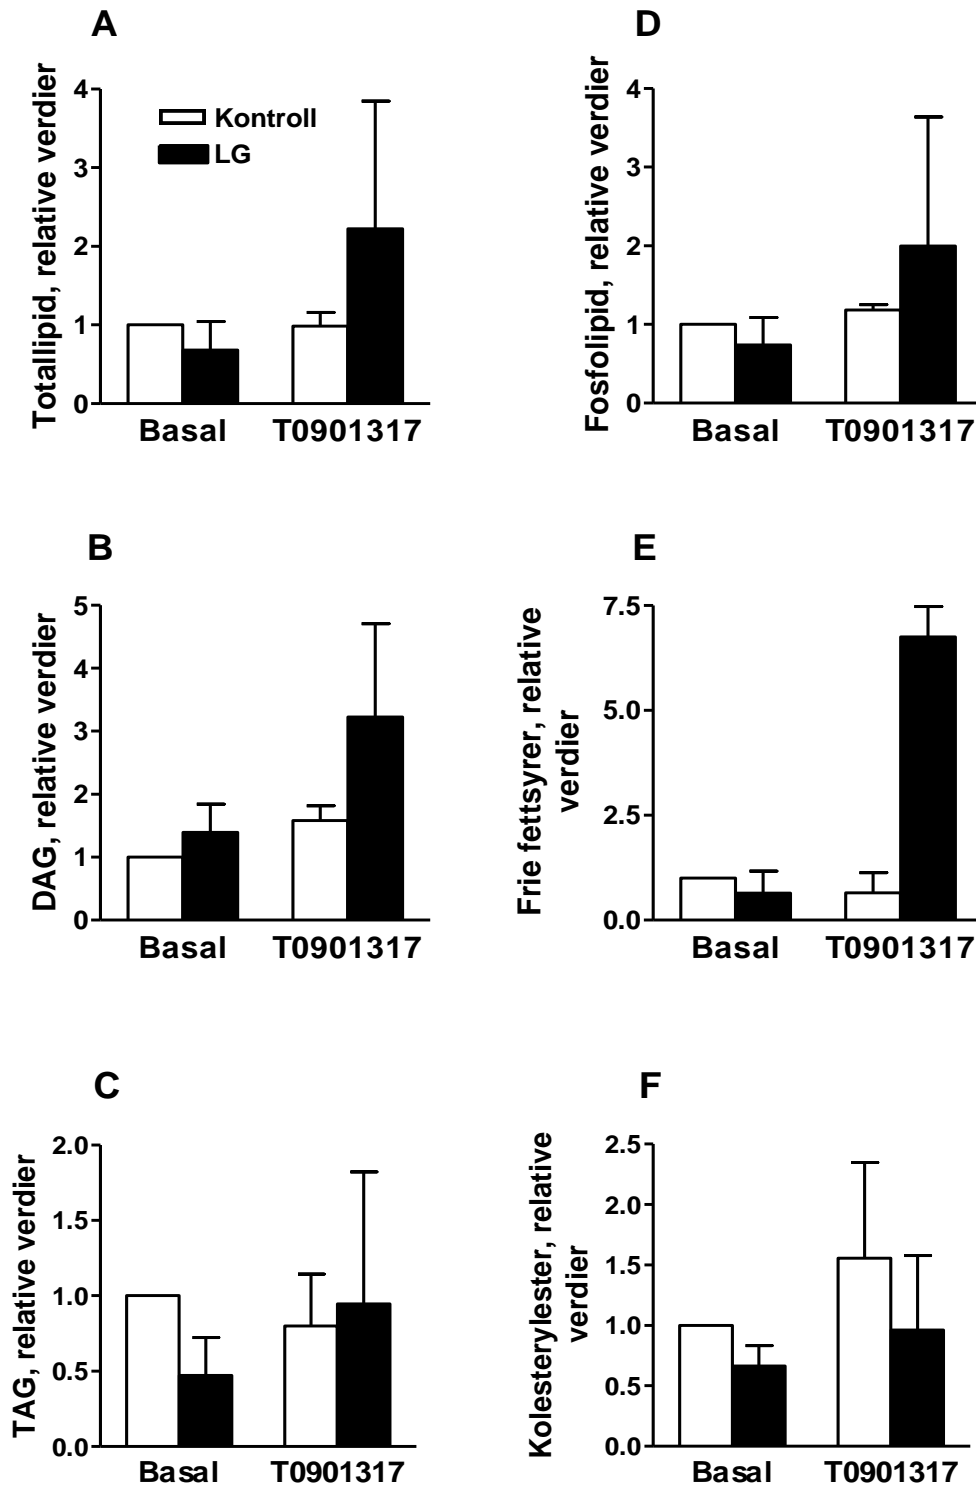 A
Totallipid, relative verdier
4
3
2
1
0
Kontroll
LG
Basal T0901317
D
Fosfolipid, relative verdier
4
3
2
1
0
Basal T0901317
B
DAG, relative verdier
5
4
3
2
1
0
Basal T0901317
E
Frie fettsyrer, relative
verdier
7.5
5.0
2.5
0.0
Basal T0901317
C
TAG, relative verdier
2.0
1.5
1.0
0.5
0.0
Basal T0901317
F
Kolesterylester, relative
verdier
2.5
2.0
1.5
1.0
0.5
0.0
Basal T0901317